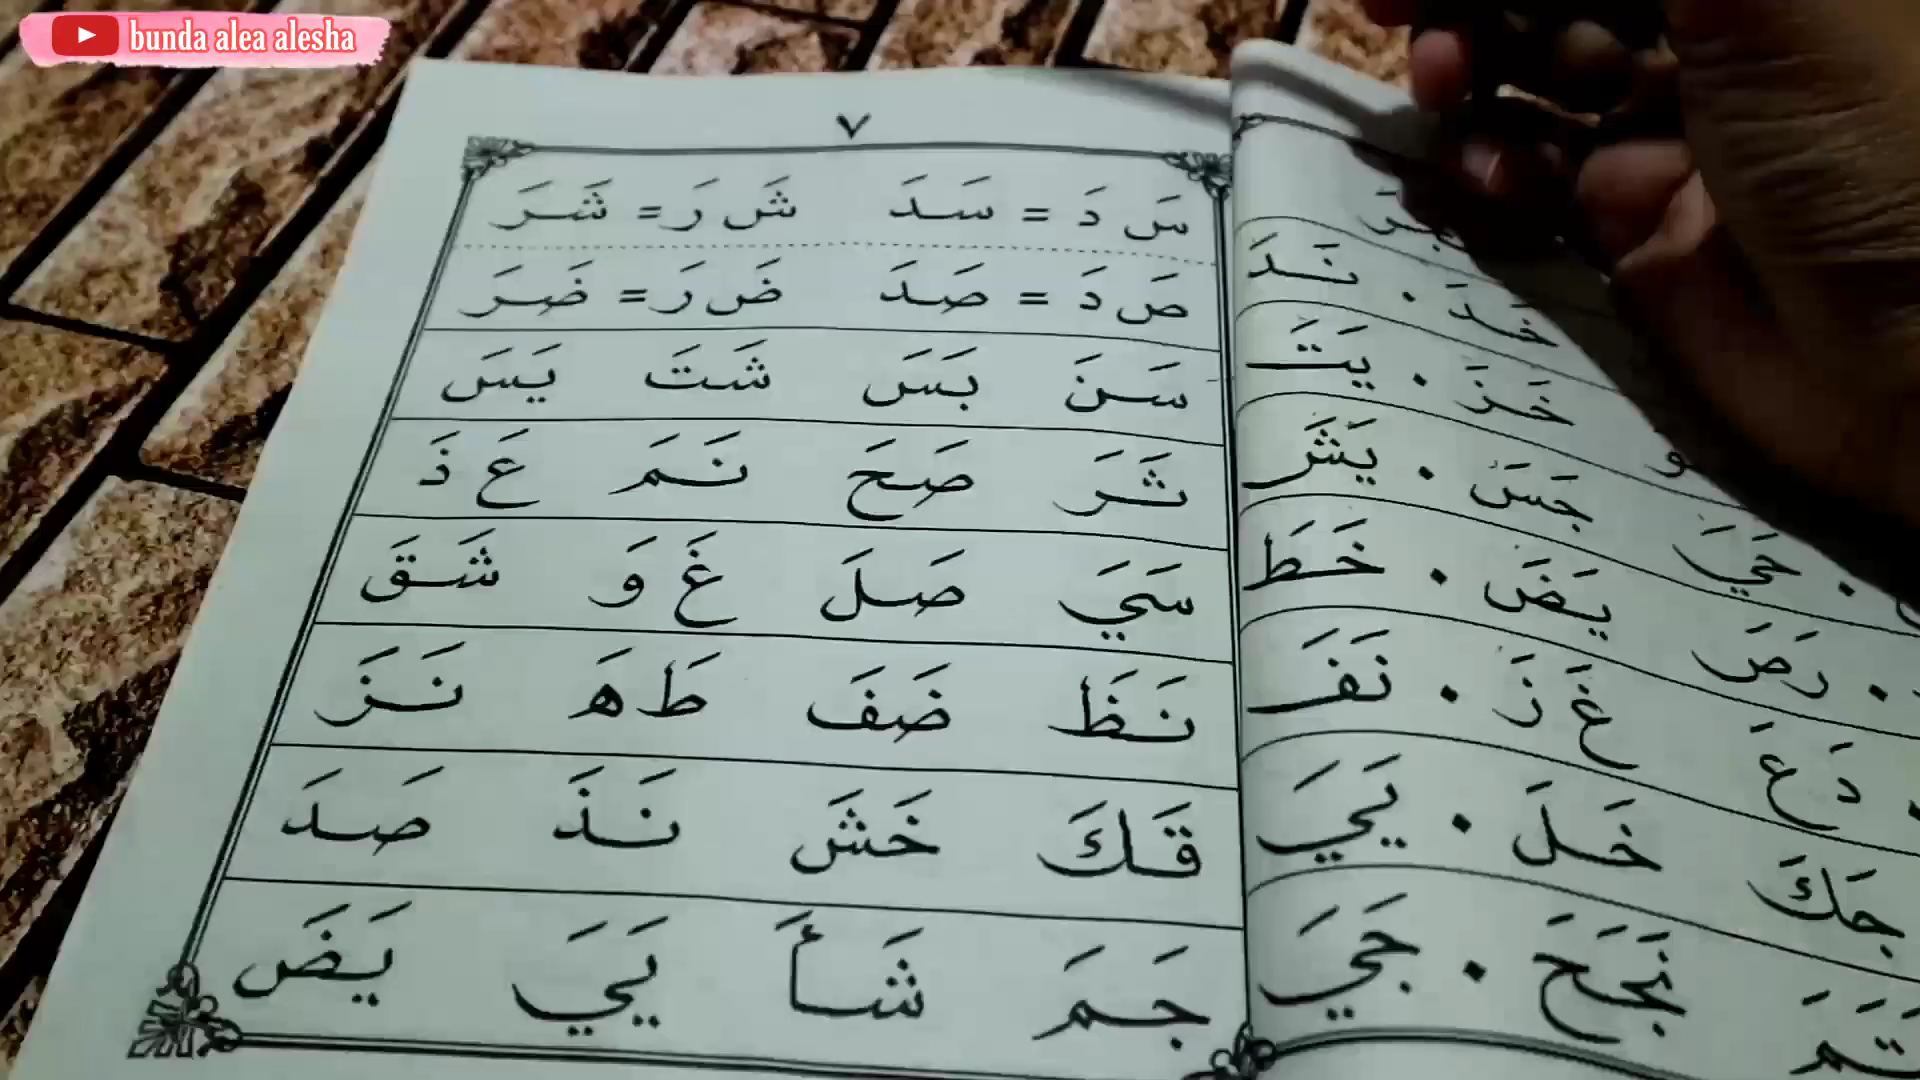 bunda alea alesha
٧
سَ دَ = سَدَ شَ رَ = شَرَ
صَ دَ = صَدَ ضَ رَ = ضَرَ
سَنَ بَسَ شَتَ يَسَ
ثَرَ صَحَ نَمَ عَ ذَ
سَيَ صَلَ غَ وَ شَقَ
نَظَ ضَفَ طَ هَ نَزَ
قَكَ خَشَ نَذَ صَدَ
جَمَ شَأَ يَيَ يَضَ
خَدَ . نَدَ
خَزَ . يَتَ
جَسَ . يَثَرَ
حَيَ . يَضَ . خَطَ
رَضَ . غَ زَ . نَفَرَ
دَ عَ . خَلَ . يَيَ
جَكَ
جَيَ